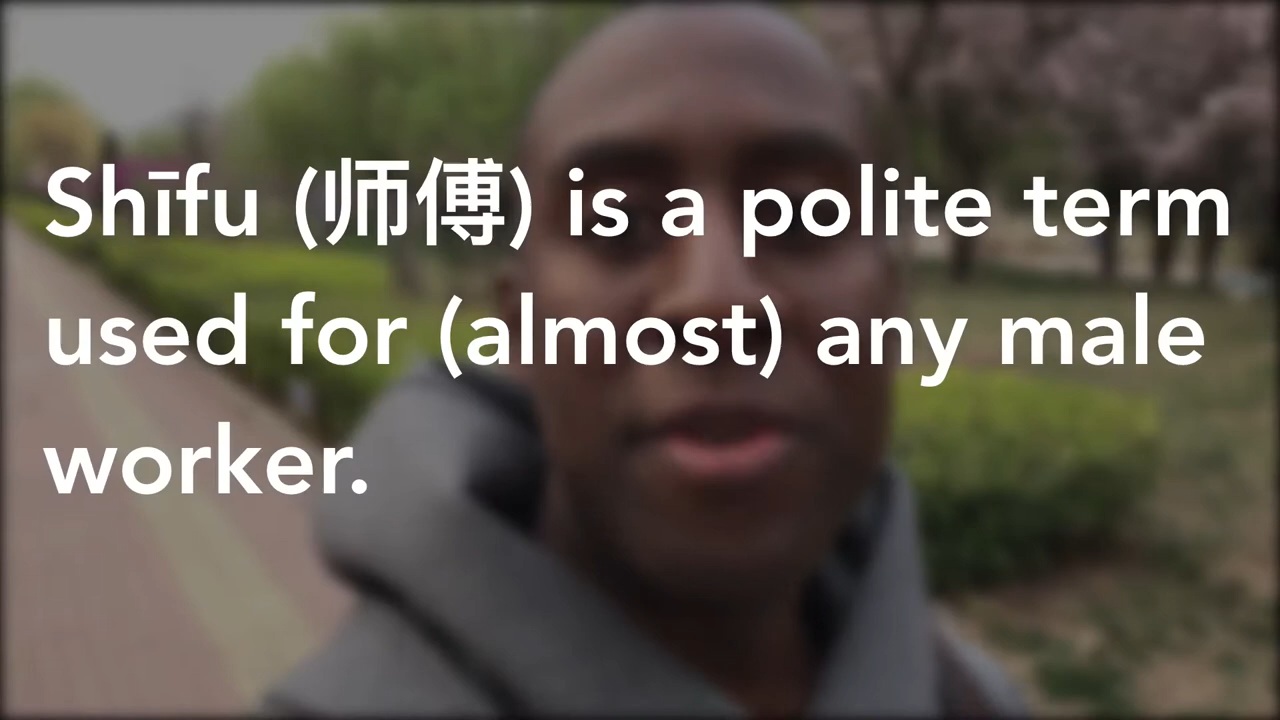 Shīfu (师傅) is a polite term
used for (almost) any male
worker.